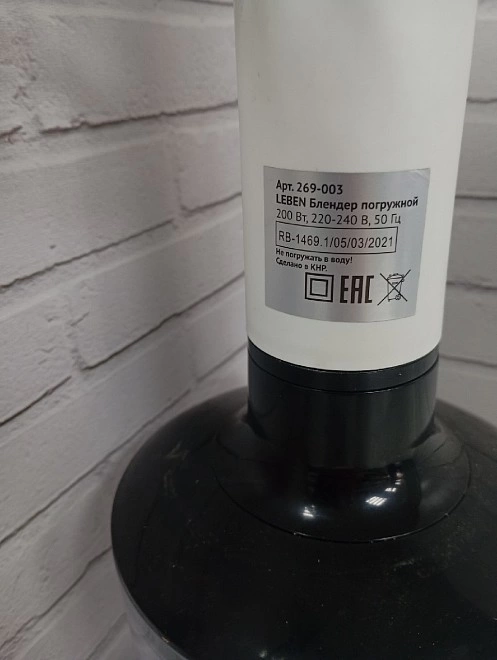 Арт. 269-003
LEBEN Блендер погружной
200 Вт, 220-240 В, 50 Гц
RB-1469.1/05/03/2021
Не погружать в воду!
Сделано в КНР.
EAC